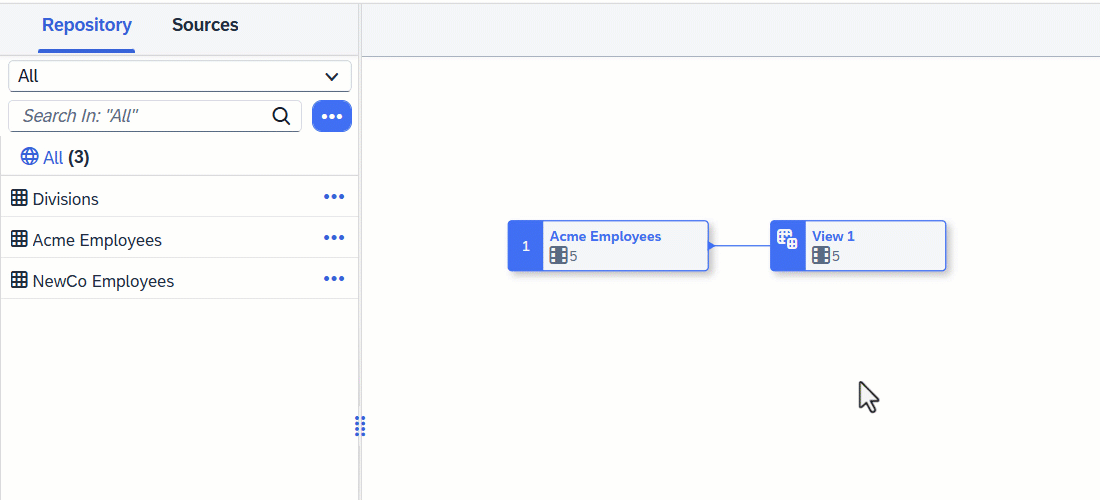 Repository Sources
All
Search In: "All"
All (3)
Divisions
Acme Employees
NewCo Employees
1 Acme Employees
5
View 1
5